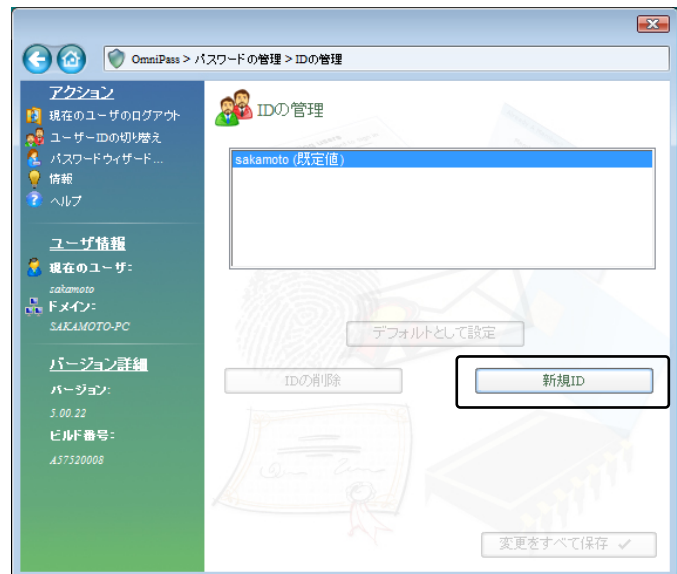 OmniPass > パスワードの管理 > IDの管理
アクション
現在のユーザのログアウト
ユーザーIDの切り替え
パスワードウィザード...
情報
ヘルプ
ユーザ情報
現在のユーザ:
sakamoto
ドメイン:
SAKAMOTO-PC
バージョン詳細
バージョン:
5.00.22
ビルド番号:
A57520008
IDの管理
sakamoto (既定値)
デフォルトとして設定
IDの削除
新規ID
変更をすべて保存 ✓